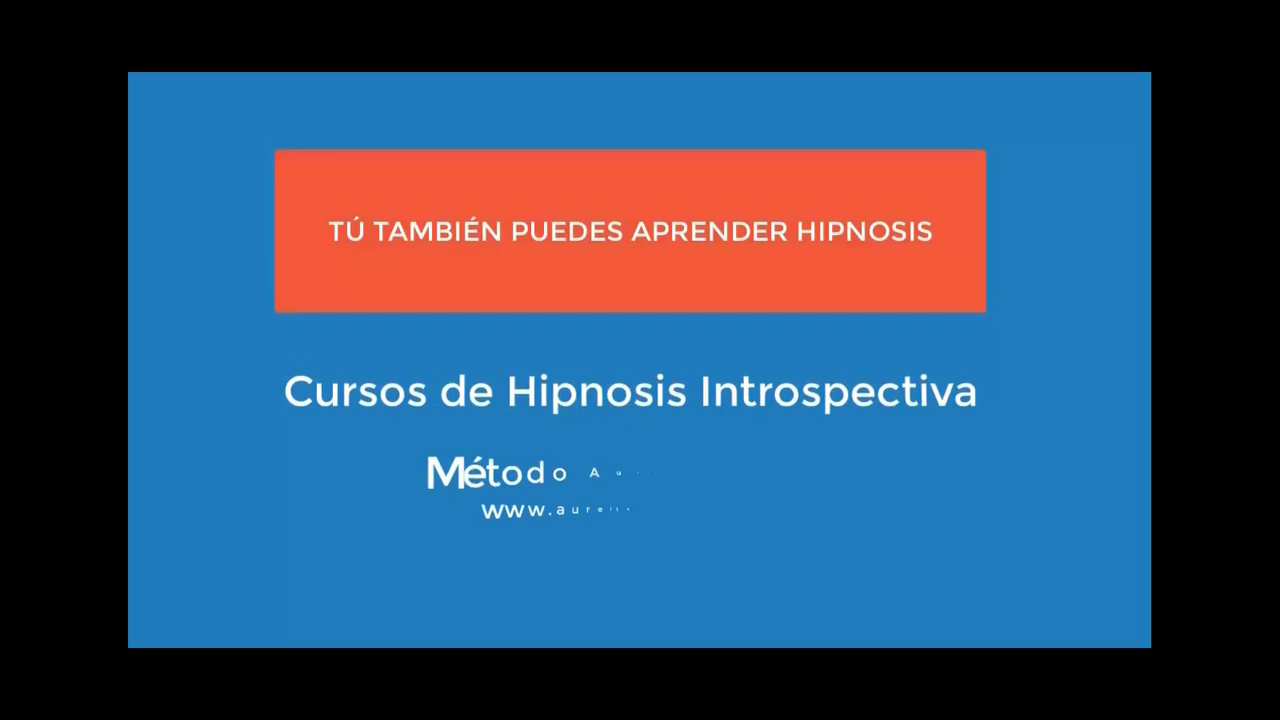 TÚ TAMBIÉN PUEDES APRENDER HIPNOSIS
Cursos de Hipnosis Introspectiva
Método